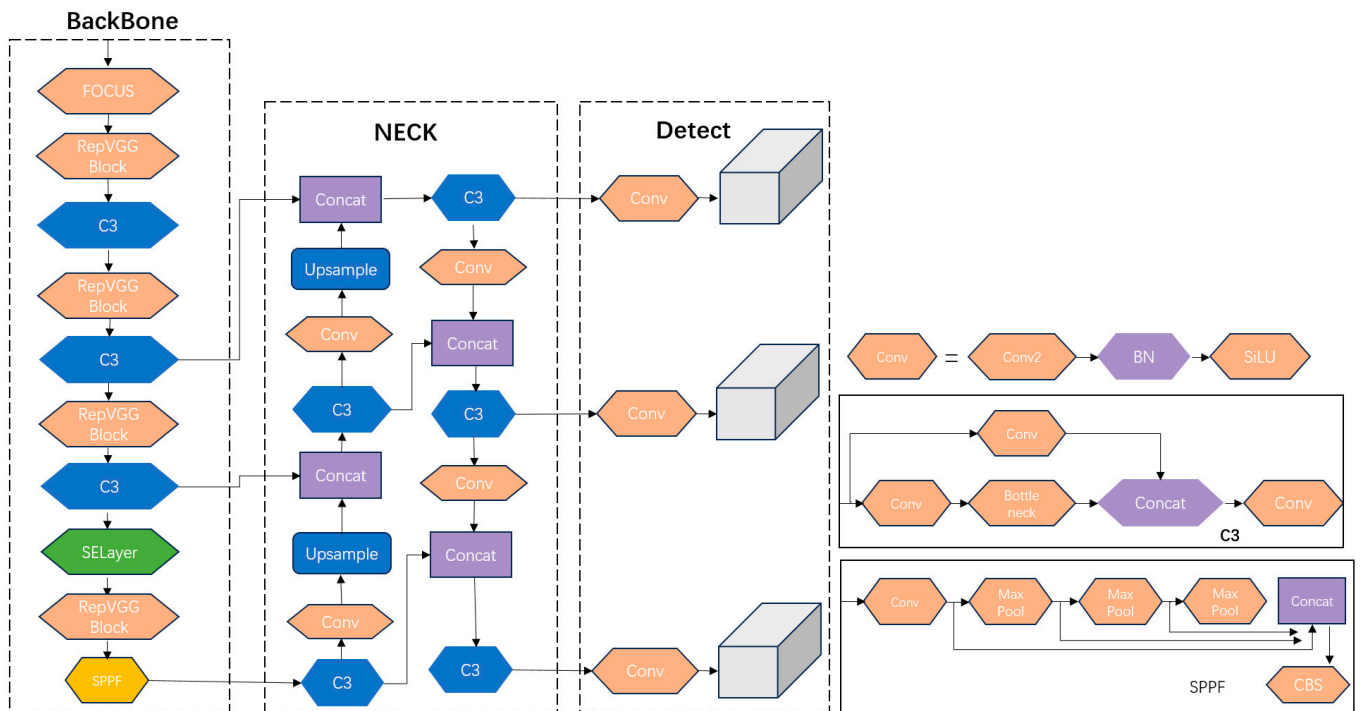 BackBone
FOCUS
RepVGG
Block
C3
RepVGG
Block
C3
RepVGG
Block
C3
SELayer
RepVGG
Block
SPPF
NECK
Concat
Upsample
Conv
C3
Concat
Upsample
Conv
C3
C3
Conv
Concat
C3
Conv
Concat
C3
Detect
Conv
Conv
Conv
Conv = Conv2 BN SiLU
Conv
Conv
Bottle
neck
Concat
Conv
C3
Conv
Max
Pool
Max
Pool
Max
Pool
Concat
SPPF
CBS